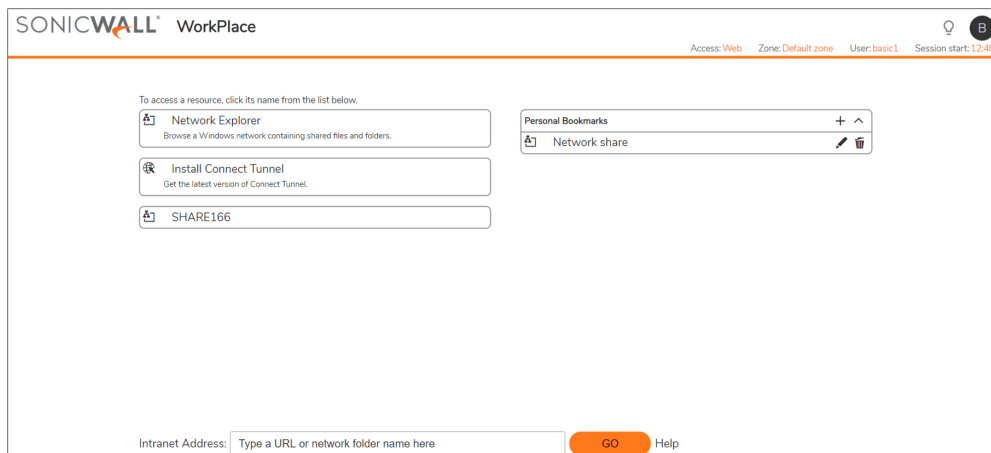 SONICWALL WorkPlace
B
Access: Web Zone: Default zone User: basic1 Session start: 12:48
To access a resource, click its name from the list below.
Network Explorer
Browse a Windows network containing shared files and folders.
Install Connect Tunnel
Get the latest version of Connect Tunnel.
SHARE166
Personal Bookmarks
Network share
Intranet Address: Type a URL or network folder name here GO Help